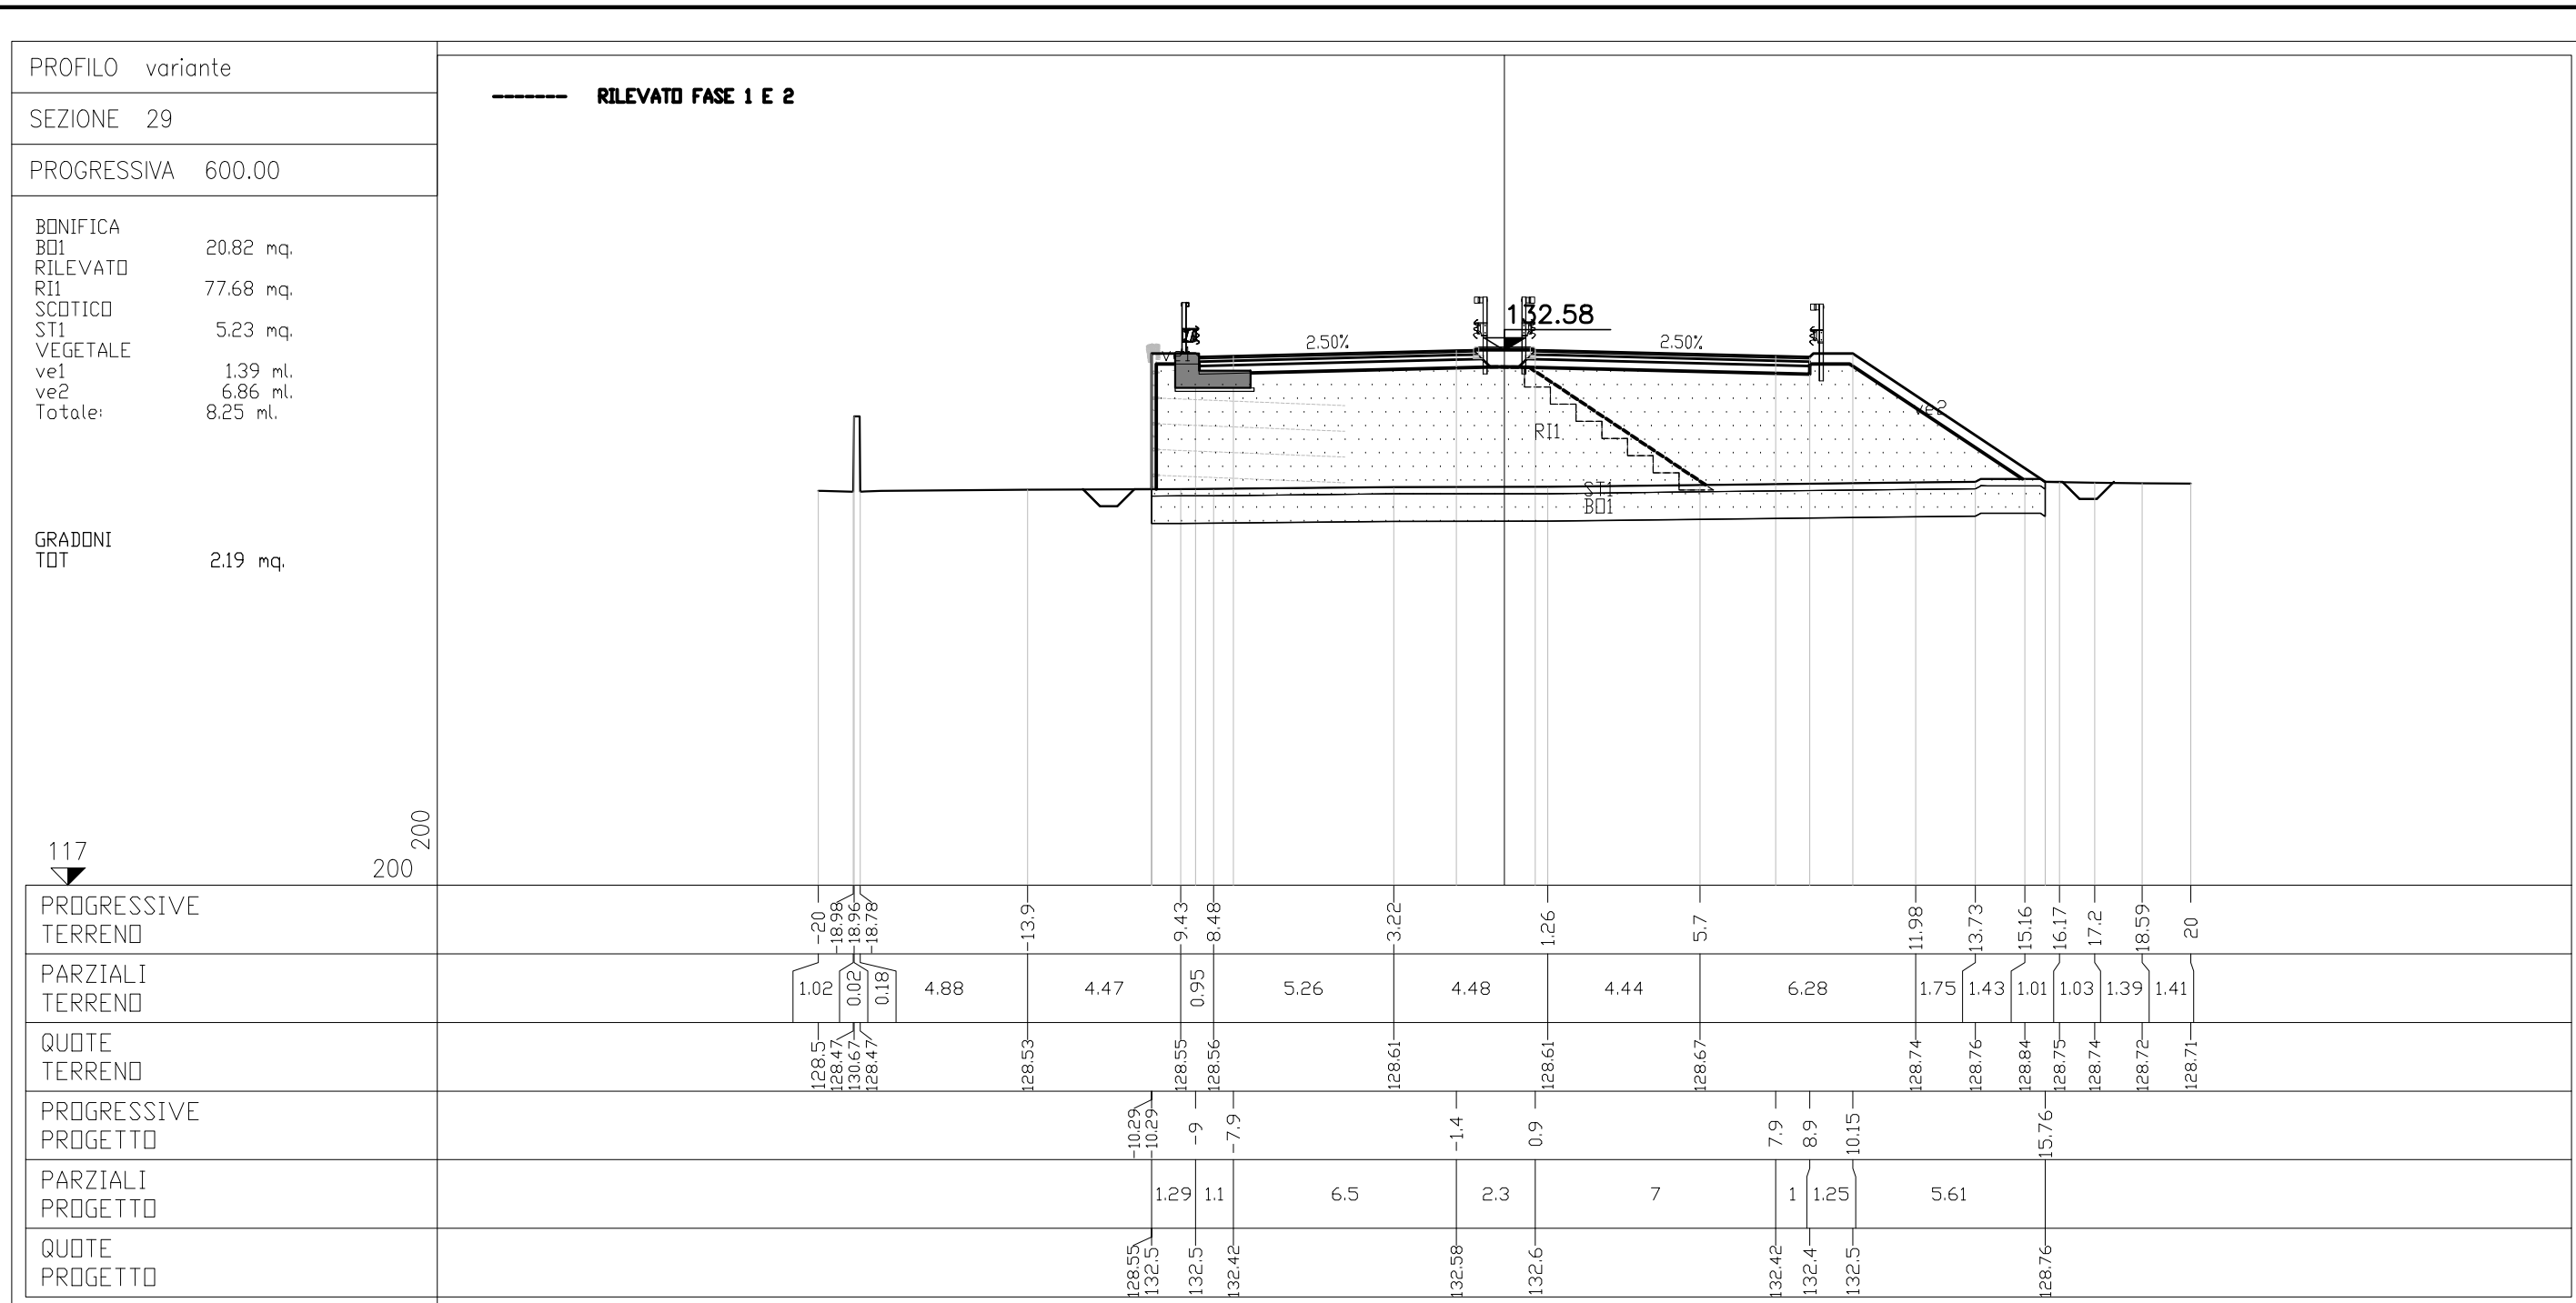 PROFILO variante
SEZIONE 29
PROGRESSIVA 600.00
BONIFICA
BO1 20.82 mq.
RILEVATO
RI1 77.68 mq.
SCOTICO
ST1 5.23 mq.
VEGETALE
ve1 1.39 ml.
ve2 6.86 ml.
Totale: 8.25 ml.
GRADONI
TOT 2.19 mq.
117
200
200
RILEVATO FASE 1 E 2
132.58
2.50%
2.50%
ve1
ve2
RI1
ST1
BO1
PROGRESSIVE TERRENO
-20 -18.98 -18.96 -18.78 -13.9 -9.43 -8.48 -3.22 1.26 5.7 11.98 13.73 15.16 16.17 17.2 18.59 20
PARZIALI TERRENO
1.02 0.02 0.18 4.88 4.47 0.95 5.26 4.48 4.44 6.28 1.75 1.43 1.01 1.03 1.39 1.41
QUOTE TERRENO
128.5 128.47 130.67 128.47 128.53 128.55 128.56 128.61 128.61 128.67 128.74 128.76 128.84 128.75 128.74 128.72 128.71
PROGRESSIVE PROGETTO
-10.29 -10.29 -9 -7.9 -1.4 0.9 7.9 8.9 10.15 15.76
PARZIALI PROGETTO
1.29 1.1 6.5 2.3 7 1 1.25 5.61
QUOTE PROGETTO
128.55 132.5 132.5 132.42 132.58 132.6 132.42 132.4 132.5 128.76